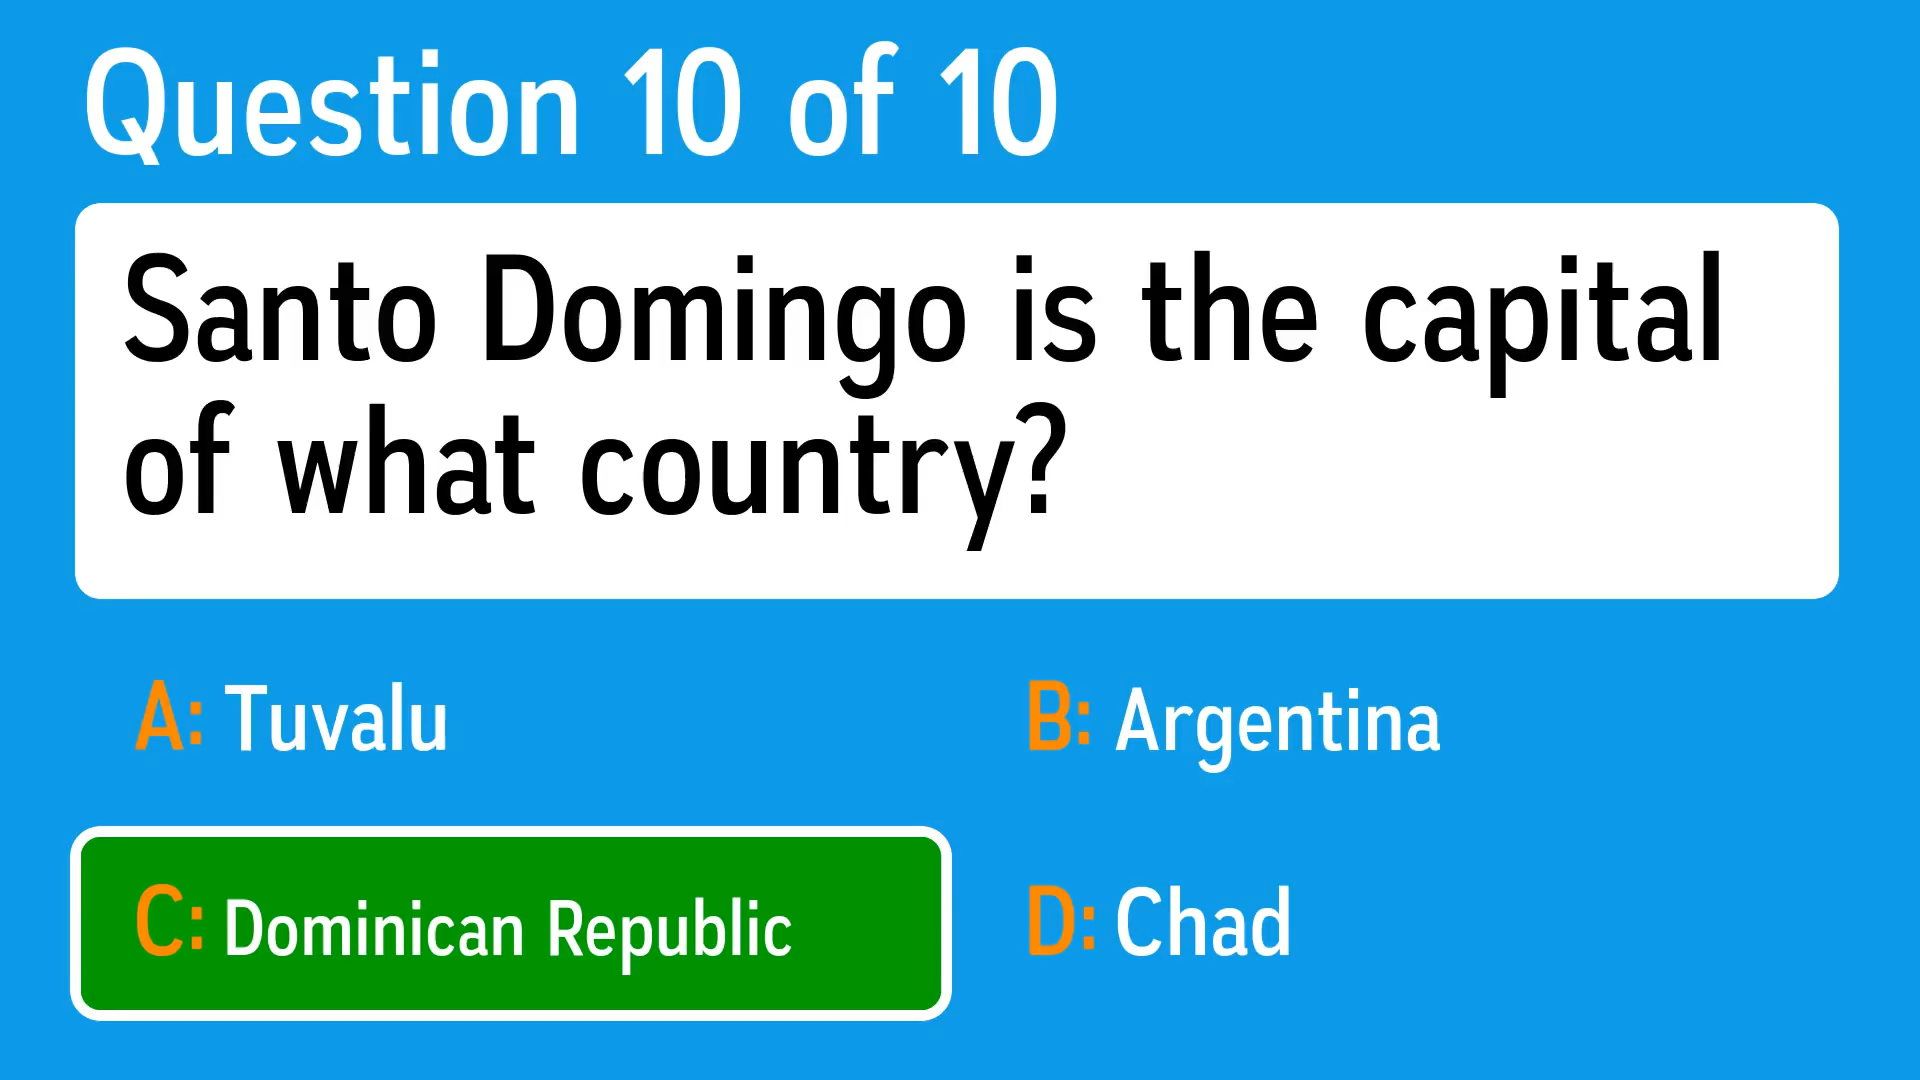 Question 10 of 10
Santo Domingo is the capital
of what country?
A: Tuvalu
B: Argentina
C: Dominican Republic
D: Chad